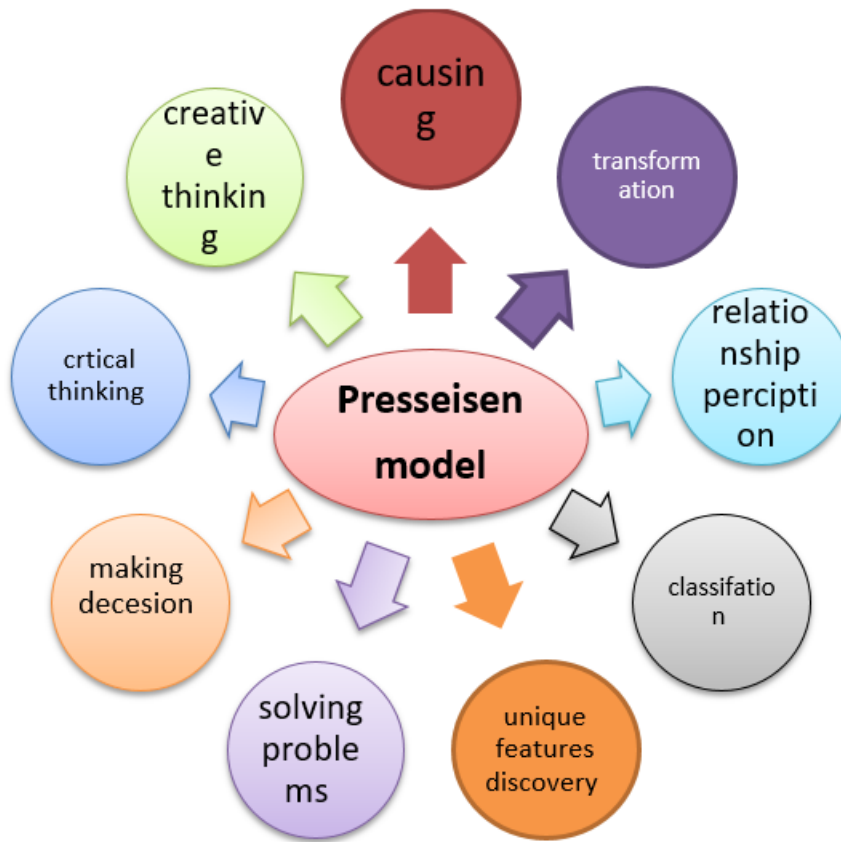 causin
g
transform
ation
relatio
nship
percipti
on
classifatio
n
unique
features
discovery
solving
proble
ms
making
decesion
crtical
thinking
creativ
e
thinkin
g
Presseisen
model